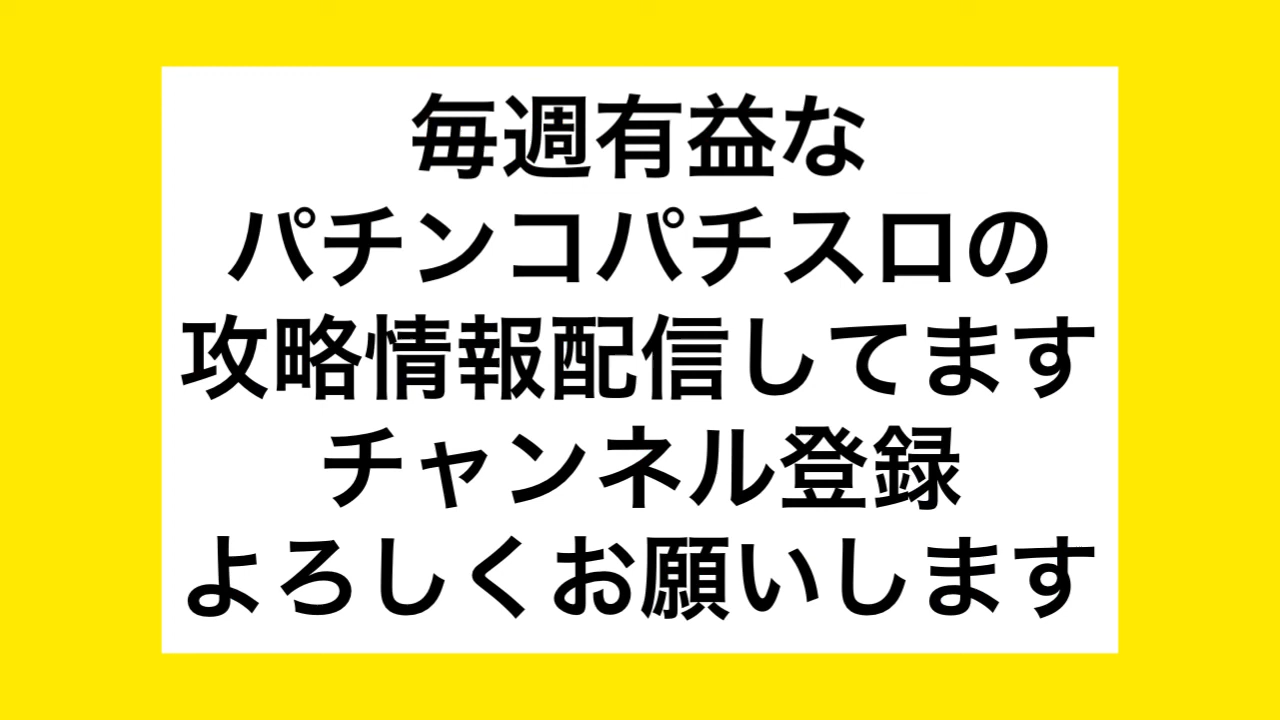 毎週有益な
パチンコパチスロの
攻略情報配信してます
チャンネル登録
よろしくお願いします